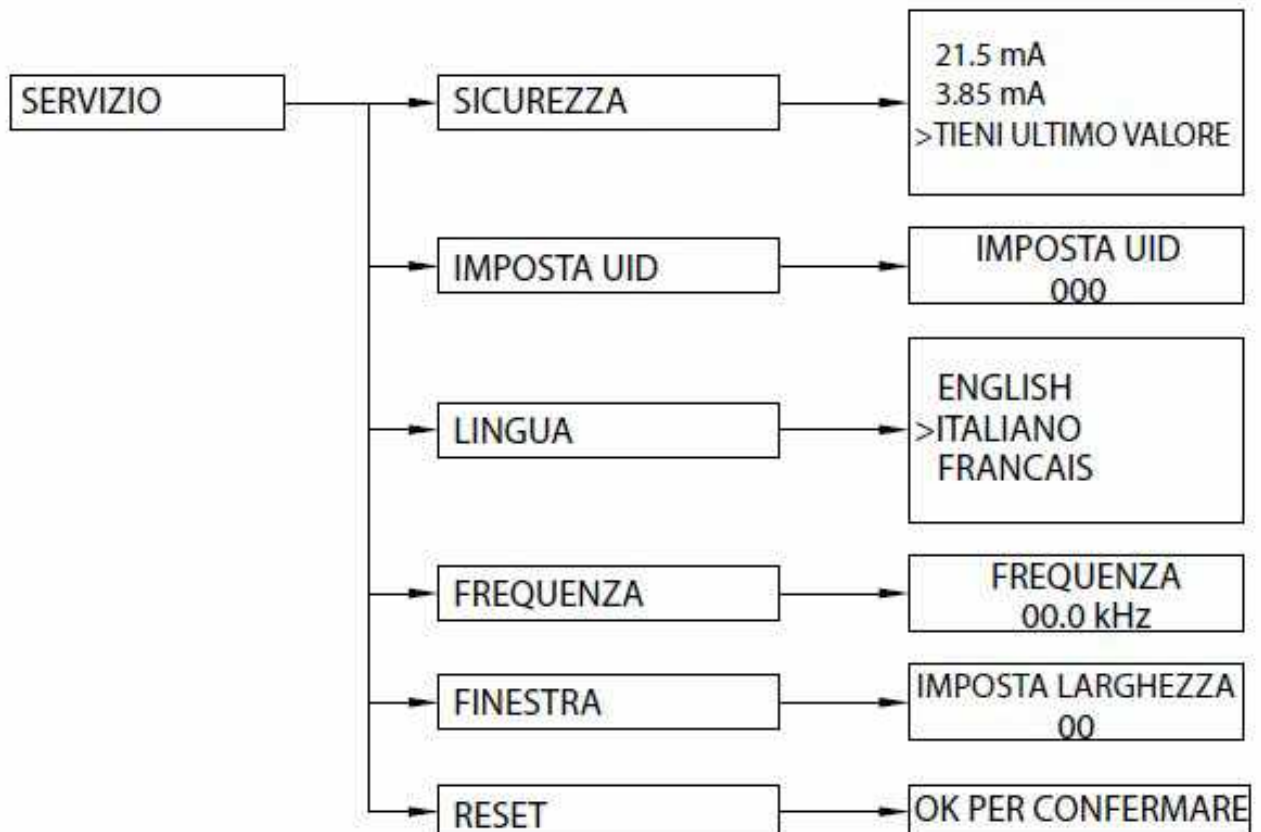 SERVIZIO
SICUREZZA
21.5 mA
3.85 mA
>TIENI ULTIMO VALORE
IMPOSTA UID
IMPOSTA UID
000
LINGUA
ENGLISH
>ITALIANO
FRANCAIS
FREQUENZA
FREQUENZA
00.0 kHz
FINESTRA
IMPOSTA LARGHEZZA
00
RESET
OK PER CONFERMARE